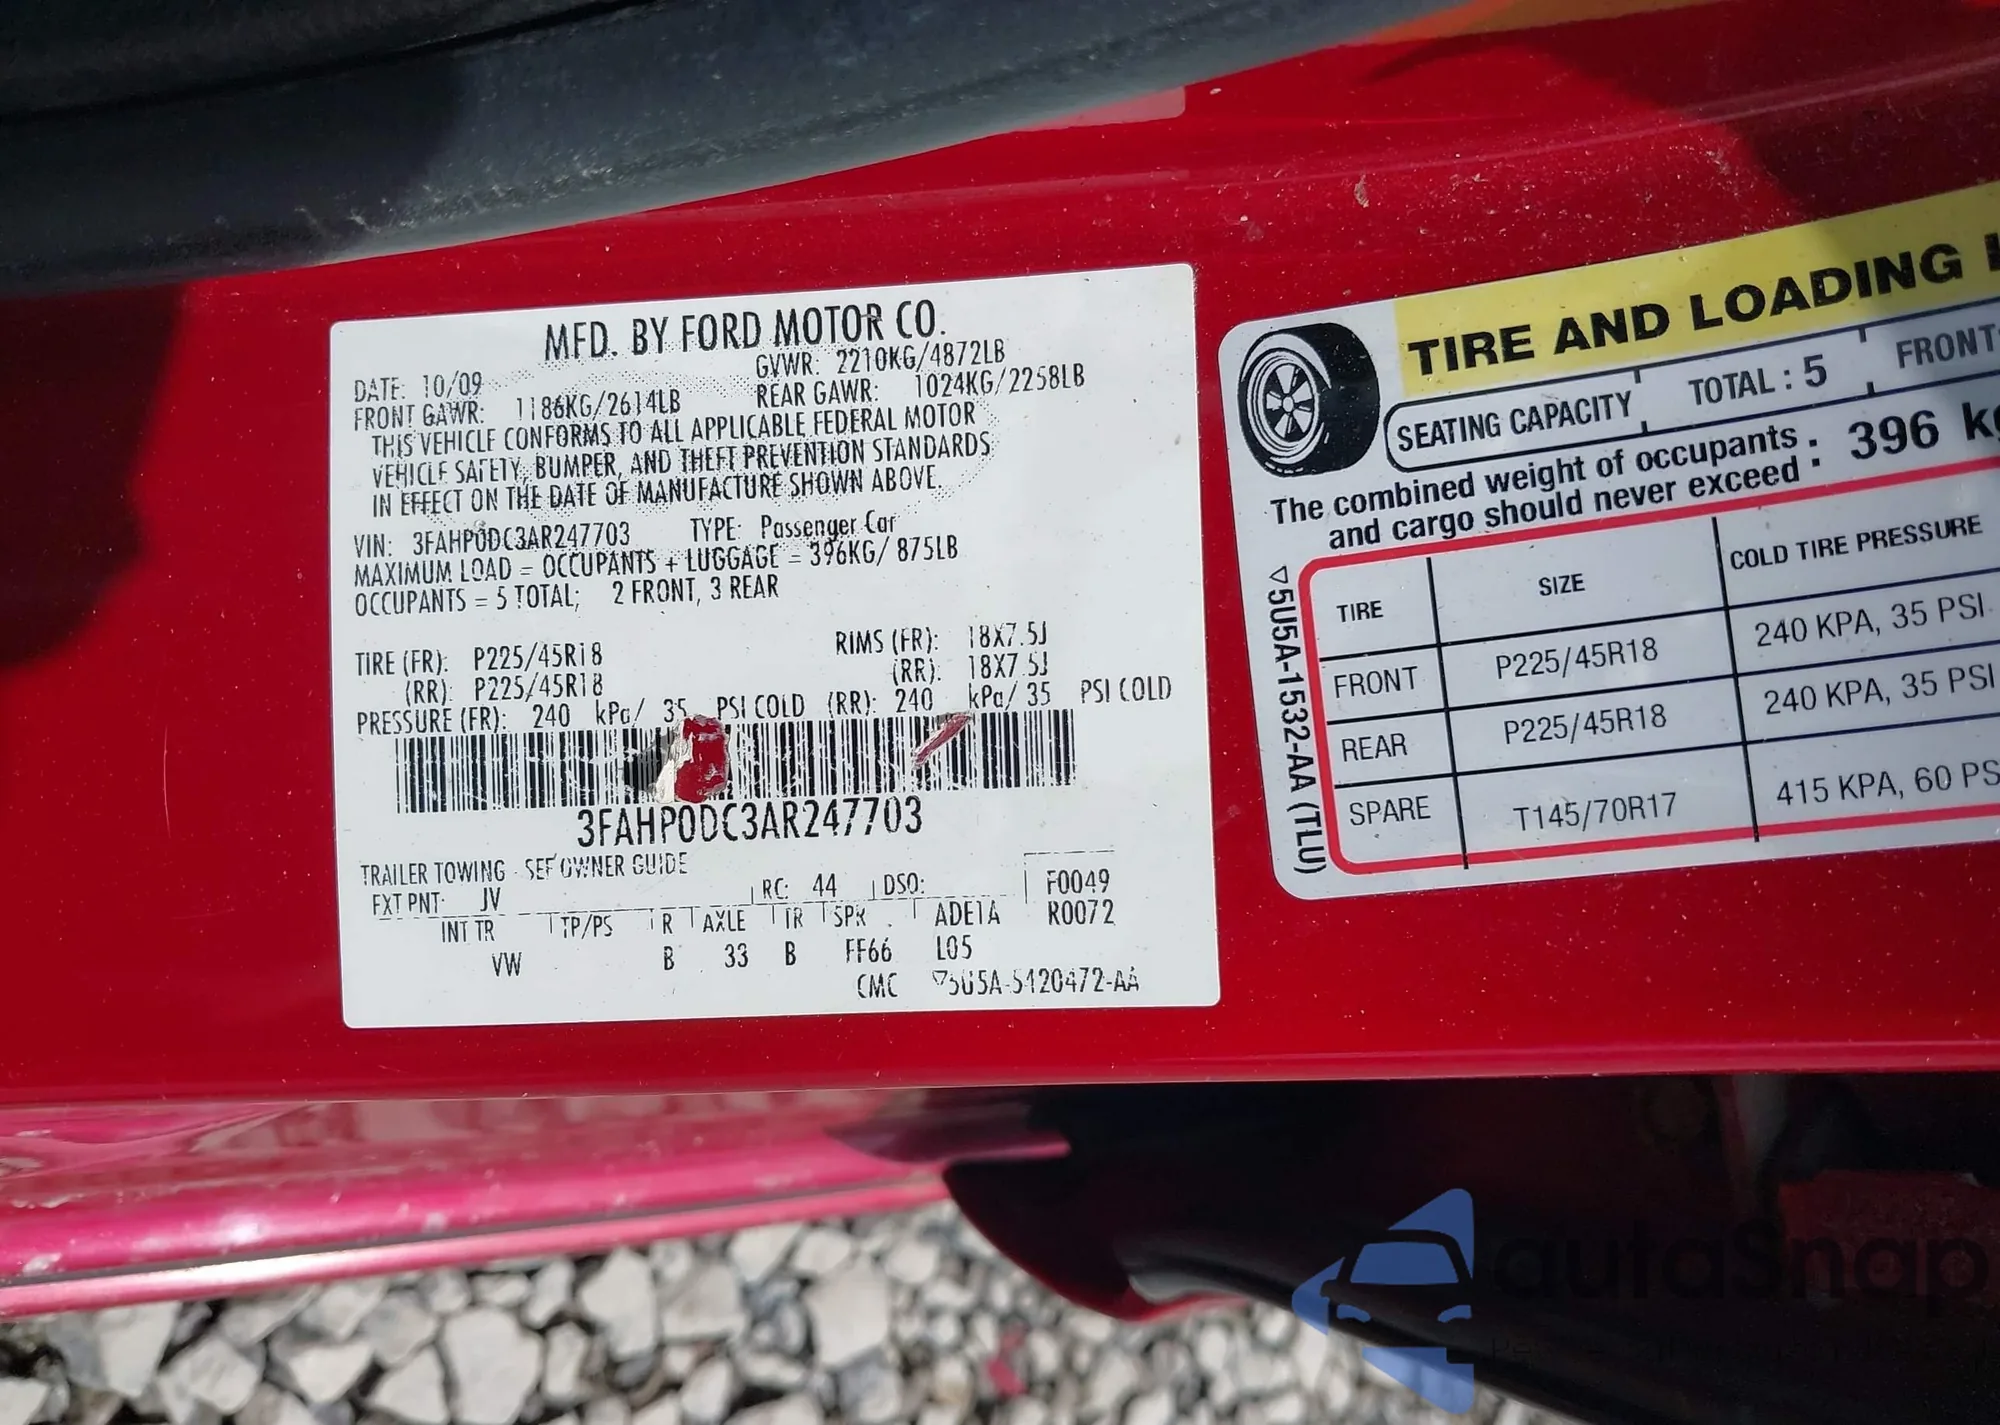 MFD. BY FORD MOTOR CO.
DATE: 10/09 GVWR: 2210KG/4872LB
FRONT GAWR: 1186KG/2614LB REAR GAWR: 1024KG/2258LB
THIS VEHICLE CONFORMS TO ALL APPLICABLE FEDERAL MOTOR
VEHICLE SAFETY, BUMPER, AND THEFT PREVENTION STANDARDS
IN EFFECT ON THE DATE OF MANUFACTURE SHOWN ABOVE.
VIN: 3FAHP0DC3AR247703 TYPE: Passenger Car
MAXIMUM LOAD = OCCUPANTS + LUGGAGE = 396KG/ 875LB
OCCUPANTS = 5 TOTAL; 2 FRONT, 3 REAR
TIRE (FR): P225/45R18 RIMS (FR): 18X7.5J
(RR): P225/45R18 (RR): 18X7.5J
PRESSURE (FR): 240 kPa/ 35 PSI COLD (RR): 240 kPa/ 35 PSI COLD
3FAHP0DC3AR247703
TRAILER TOWING - SEE OWNER GUIDE
EXT PNT: JV RC: 44 DSO: F0049
INT TR TP/PS R AXLE TR SPR ADE1A R0072
VW B 33 B FF66 L05
CMC ▽5U5A-5420472-AA
TIRE AND LOADING
SEATING CAPACITY TOTAL : 5 FRONT
The combined weight of occupants
and cargo should never exceed : 396 kg
TIRE SIZE COLD TIRE PRESSURE
FRONT P225/45R18 240 KPA, 35 PSI
REAR P225/45R18 240 KPA, 35 PSI
SPARE T145/70R17 415 KPA, 60 PS
▽5U5A-1532-AA (TLU)
autaSnap